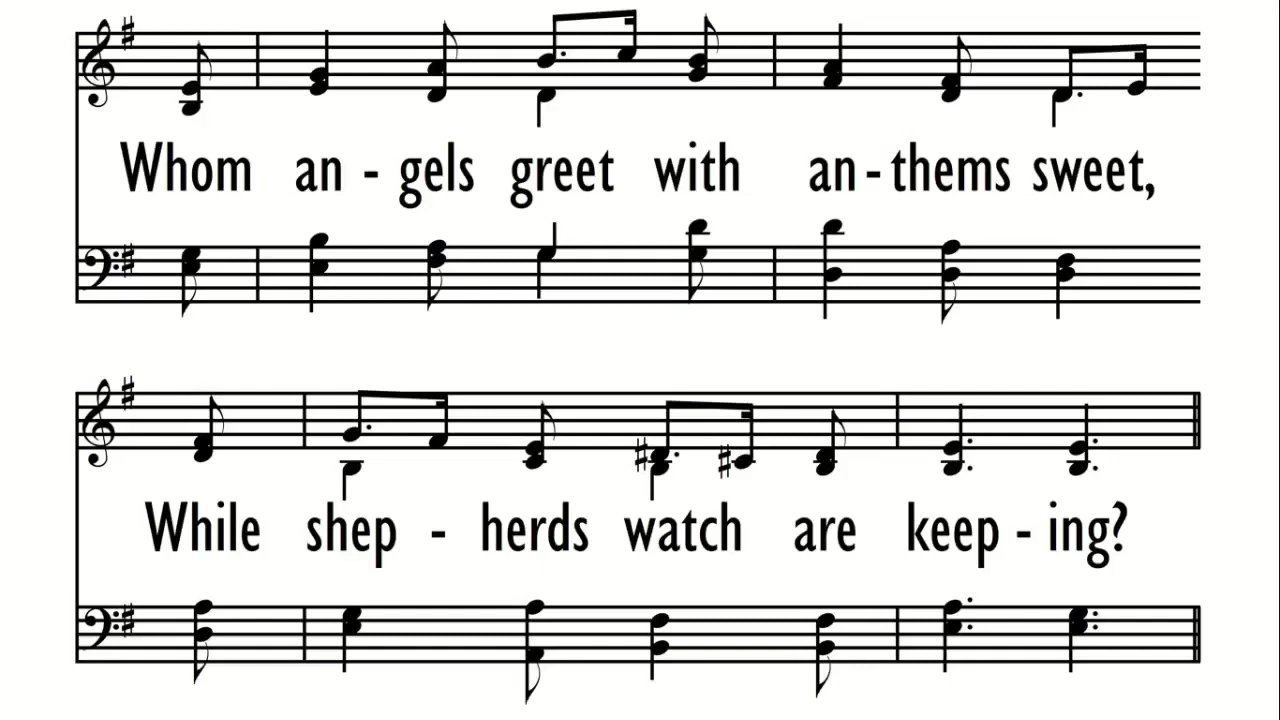 Whom an - gels greet with an - thems sweet,
While shep - herds watch are keep - ing?